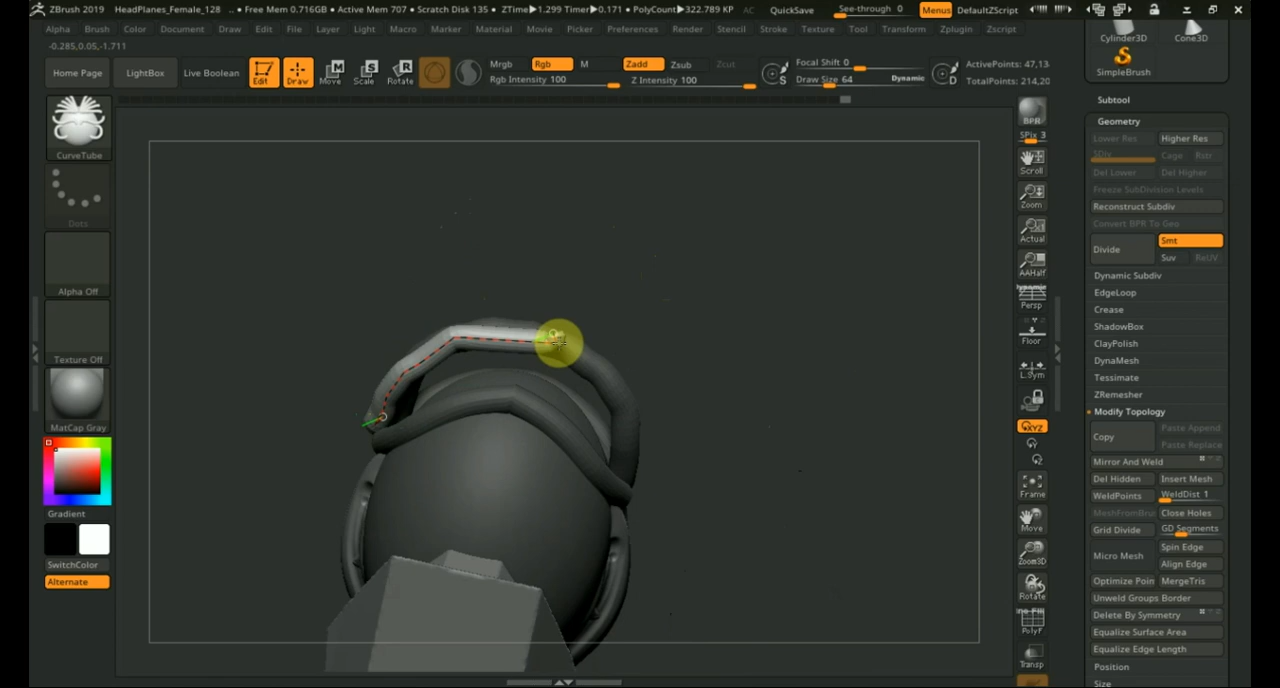 ZBrush 2019 HeadPlanes_Female_128 .. • Free Mem 0.716GB • Active Mem 707 • Scratch Disk 135 • ZTime▶1.299 Timer▶0.171 • PolyCount▶322.789 KP AC QuickSave See-through 0 Menus DefaultZScript
Alpha Brush Color Document Draw Edit File Layer Light Macro Marker Material Movie Picker Preferences Render Stencil Stroke Texture Tool Transform Zplugin Zscript
-0.285,0.05,-1.711
Home Page LightBox Live Boolean Edit Draw Move Scale Rotate
Mrgb Rgb M Zadd Zsub Zcut
Rgb Intensity 100 Z Intensity 100
Focal Shift 0
Draw Size 64 Dynamic
ActivePoints: 47,13
TotalPoints: 214,20
CurveTube
Dots
Alpha Off
Texture Off
MatCap Gray
Gradient
SwitchColor
Alternate
BPR
SPix 3
Scroll
Zoom
Actual
AAHalf
Dynamic
Persp
Floor
L.Sym
XYZ
Frame
Move
Zoom3D
Rotate
PolyF
Transp
Cylinder3D Cone3D
SimpleBrush
Subtool
Geometry
Lower Res Higher Res
SDiv Cage Rstr
Del Lower Del Higher
Freeze SubDivision Levels
Reconstruct Subdiv
Convert BPR To Geo
Divide Smt
Suv ReUV
Dynamic Subdiv
EdgeLoop
Crease
ShadowBox
ClayPolish
DynaMesh
Tessimate
ZRemesher
Modify Topology
Copy Paste Append
Paste Replace
Mirror And Weld
Del Hidden Insert Mesh
WeldPoints WeldDist 1
MeshFromBru Close Holes
Grid Divide GD Segments
Micro Mesh Spin Edge
Align Edge
Optimize Poin MergeTris
Unweld Groups Border
Delete By Symmetry
Equalize Surface Area
Equalize Edge Length
Position
Size